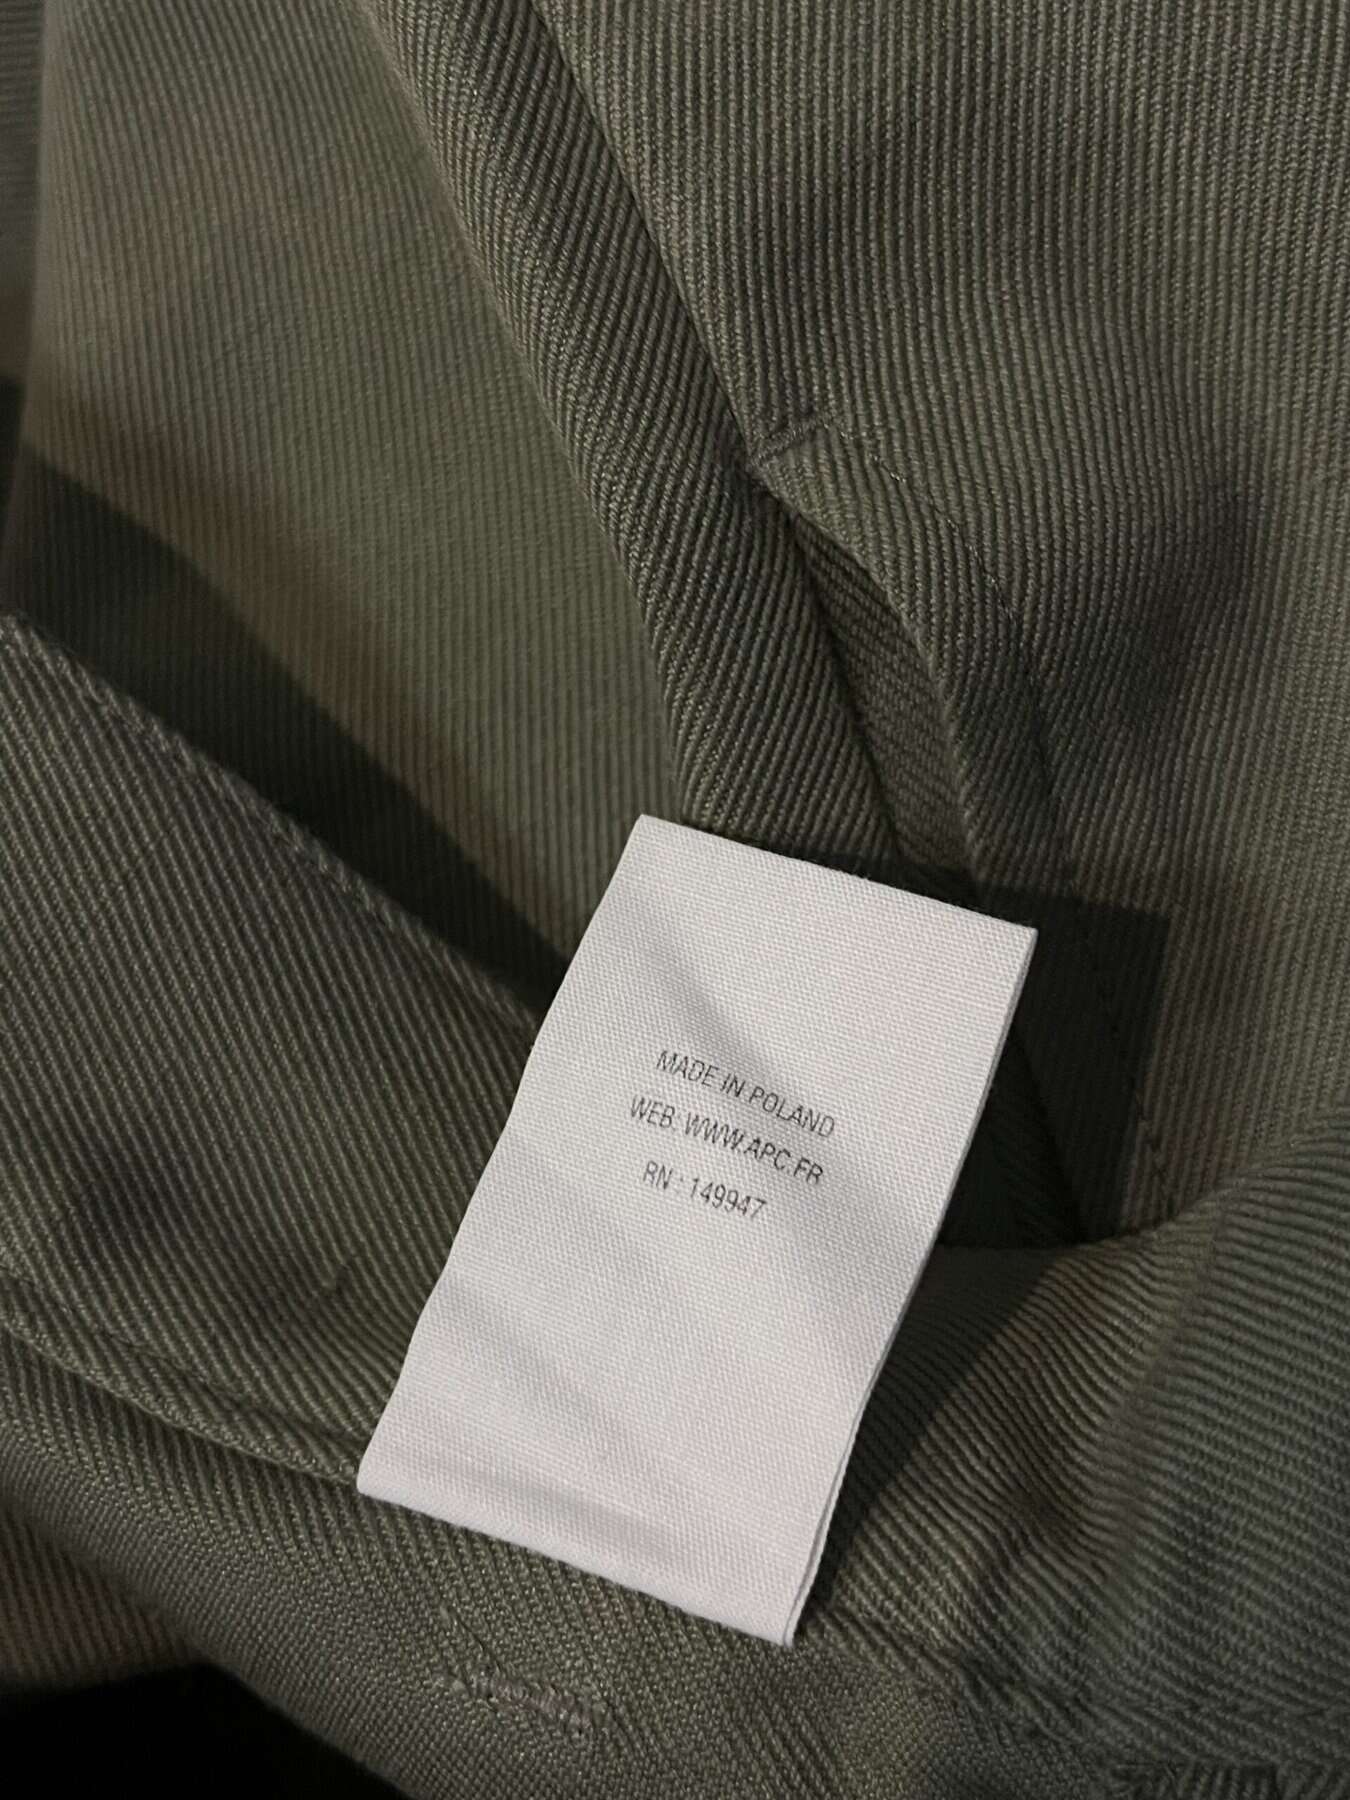 MADE IN POLAND
WEB: WWW.APC.FR
RN : 149947